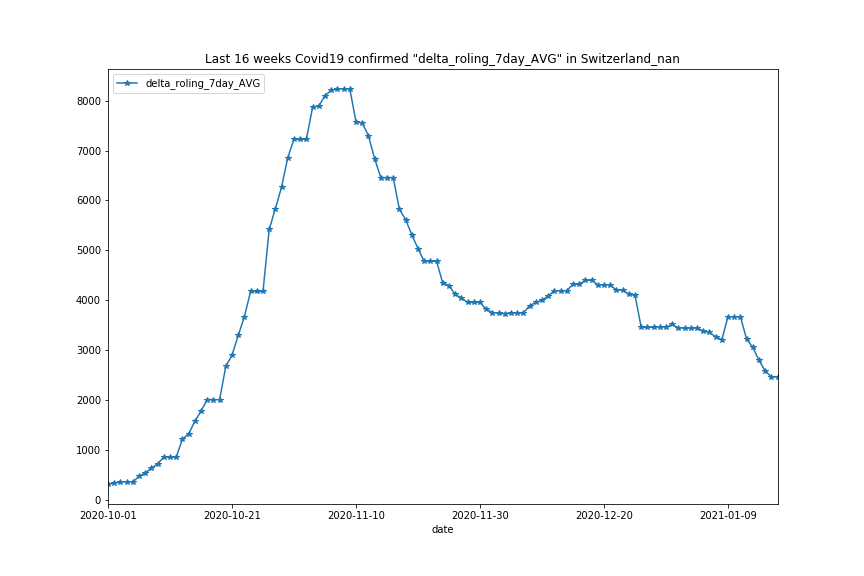 Last 16 weeks Covid19 confirmed "delta_roling_7day_AVG" in Switzerland_nan
delta_roling_7day_AVG
8000
7000
6000
5000
4000
3000
2000
1000
0
2020-10-01 2020-10-21 2020-11-10 2020-11-30 2020-12-20 2021-01-09
date